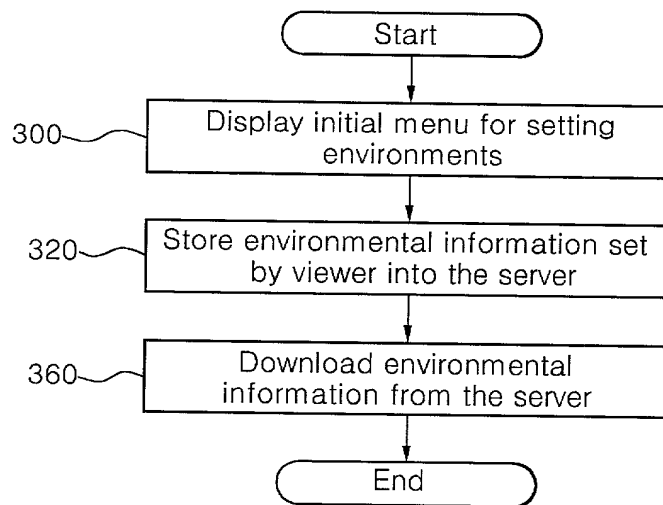 Start
300
Display initial menu for setting
environments
320
Store environmental information set
by viewer into the server
360
Download environmental
information from the server
End